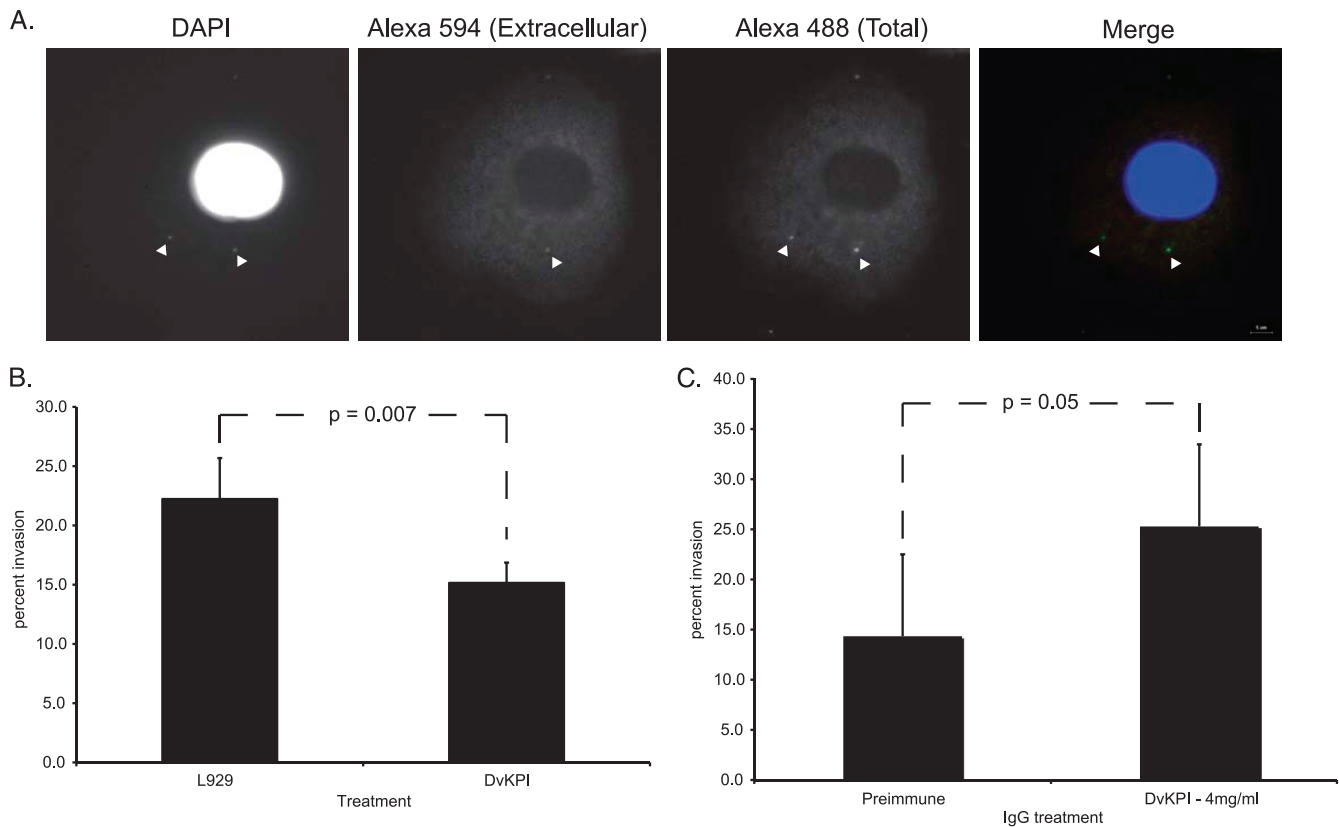 A.
DAPI
Alexa 594 (Extracellular)
Alexa 488 (Total)
Merge
B.
30.0
25.0
20.0
15.0
10.0
5.0
0.0
percent invasion
p = 0.007
L929
DvKPI
Treatment
C.
40.0
35.0
30.0
25.0
20.0
15.0
10.0
5.0
0.0
percent invasion
p = 0.05
Preimmune
DvKPI - 4mg/ml
IgG treatment